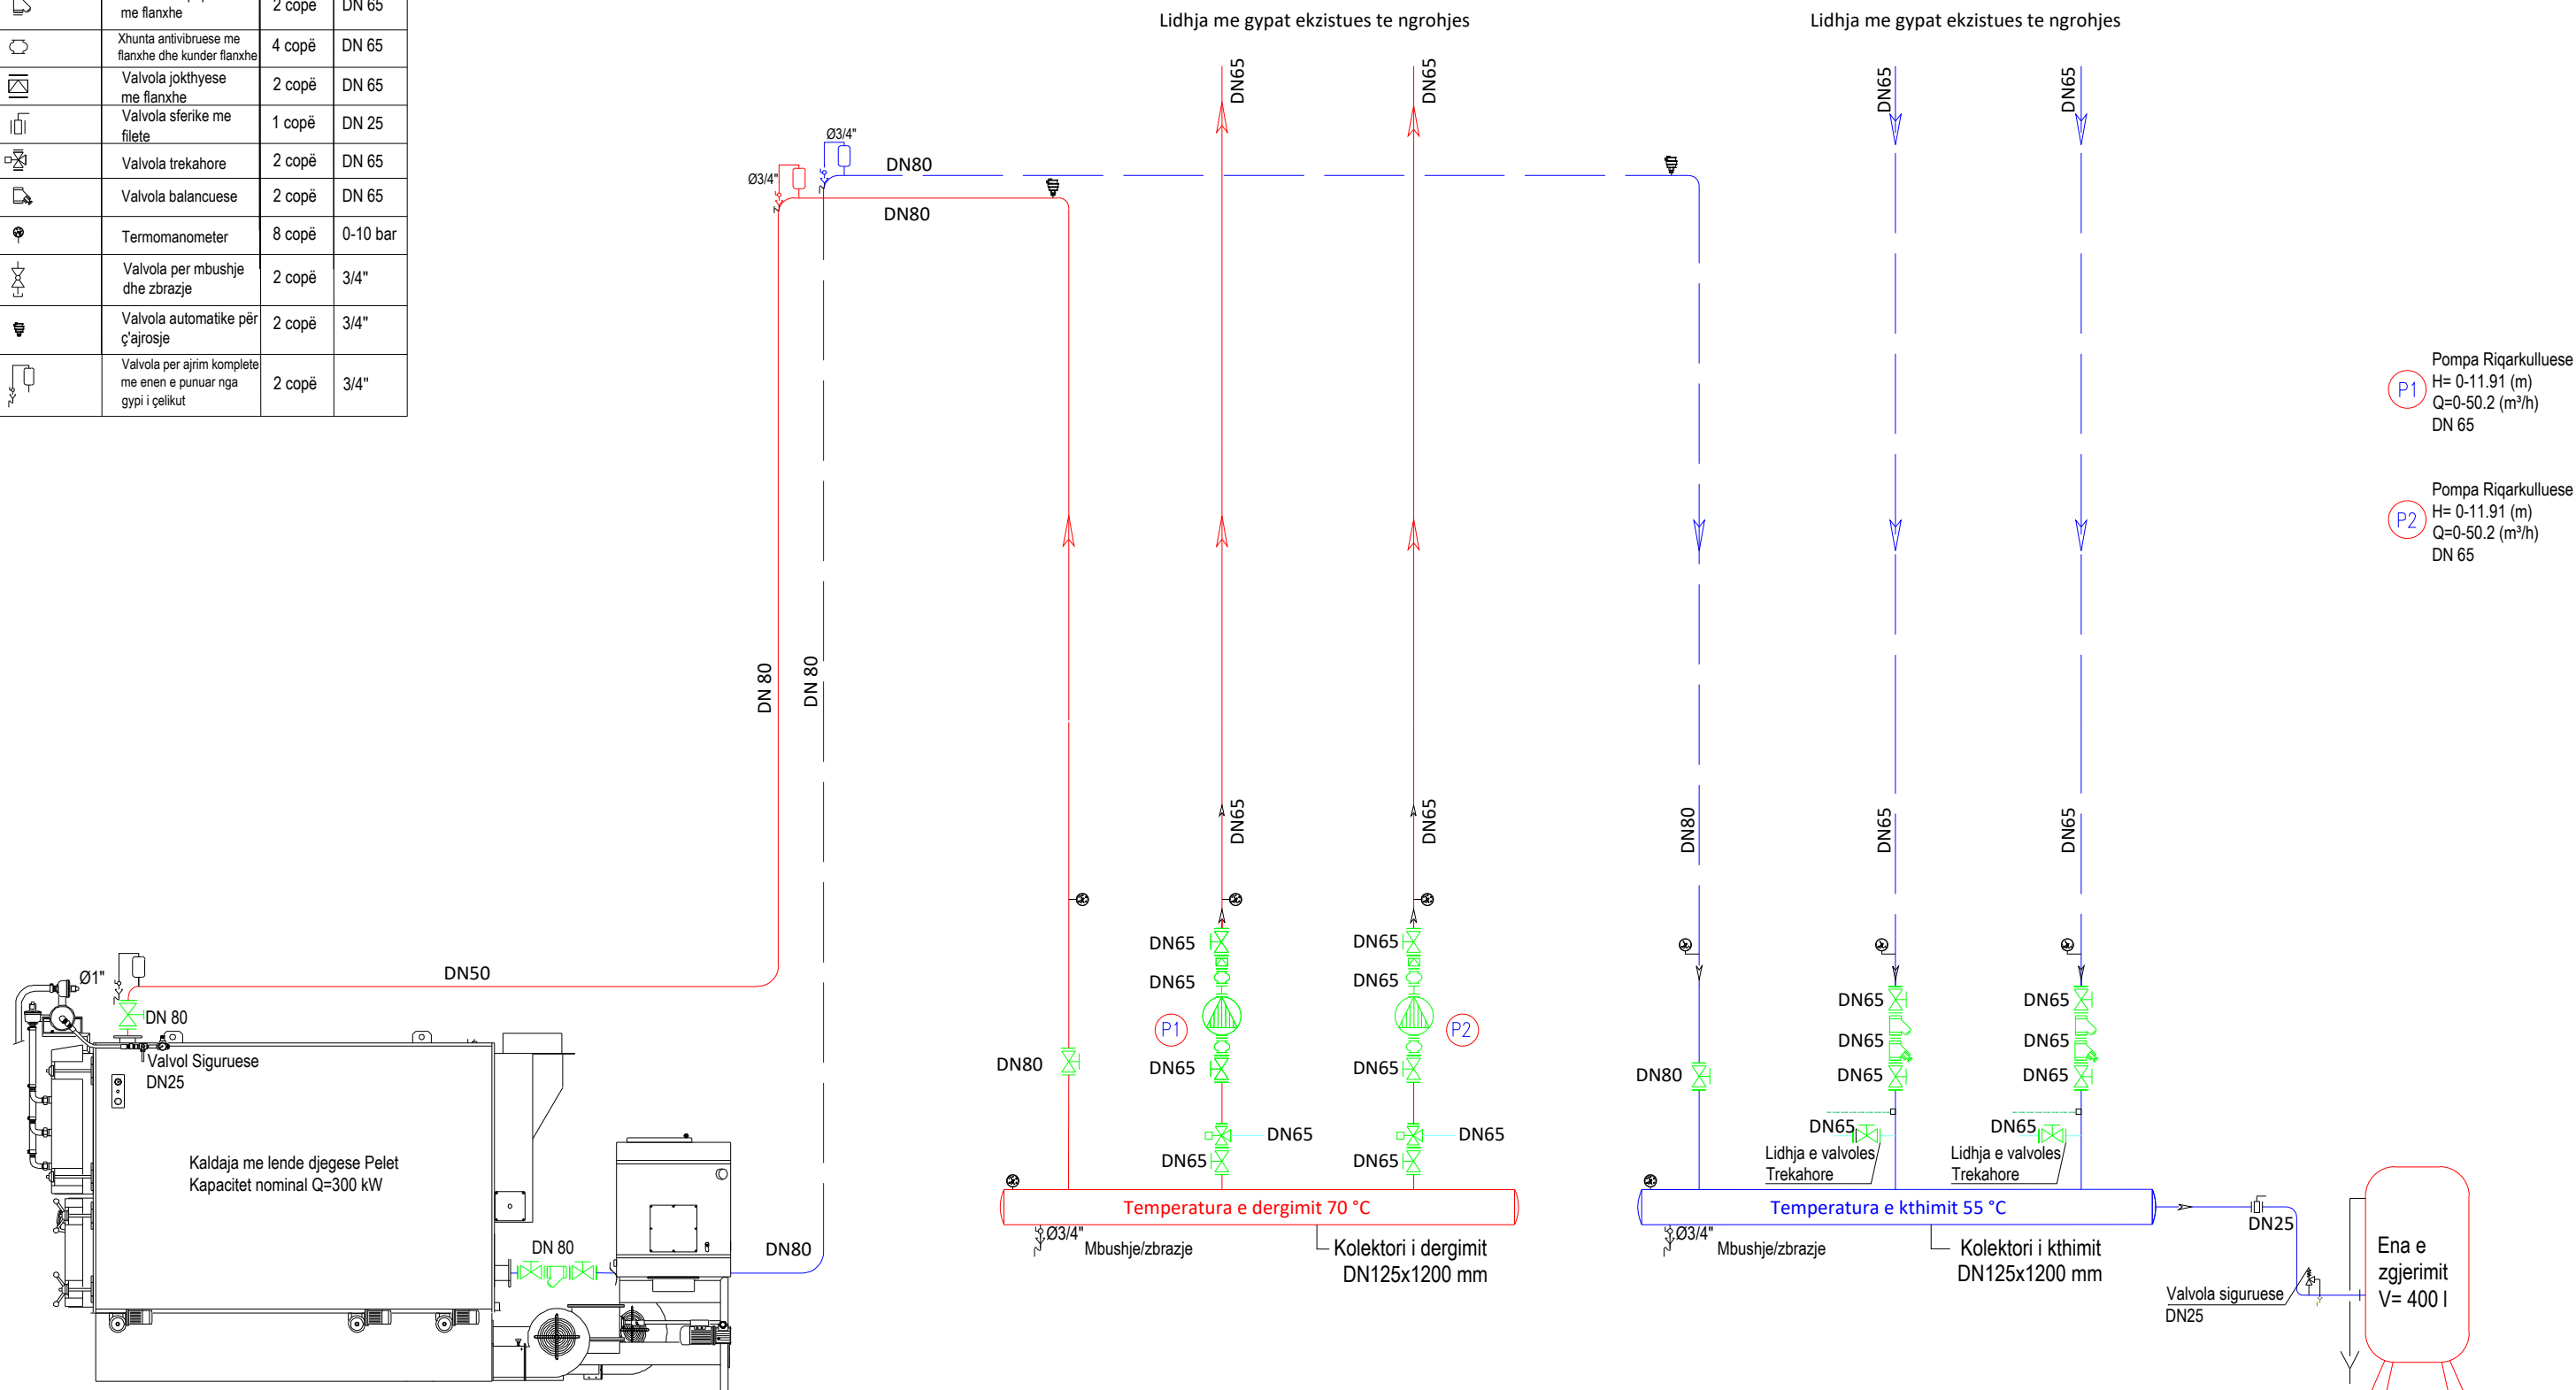 me flanxhe 2 copë DN 65
Xhunta antivibruese me
flanxhe dhe kunder flanxhe 4 copë DN 65
Valvola jokthyese
me flanxhe 2 copë DN 65
Valvola sferike me
filete 1 copë DN 25
Valvola trekahore 2 copë DN 65
Valvola balancuese 2 copë DN 65
Termomanometer 8 copë 0-10 bar
Valvola per mbushje
dhe zbrazje 2 copë 3/4"
Valvola automatike për
ç'ajrosje 2 copë 3/4"
Valvola per ajrim komplete
me enen e punuar nga
gypi i çelikut 2 copë 3/4"
Lidhja me gypat ekzistues te ngrohjes
Lidhja me gypat ekzistues te ngrohjes
DN65
DN65
DN65
DN65
Ø3/4"
DN80
Ø3/4"
DN80
P1
Pompa Riqarkulluese
H= 0-11.91 (m)
Q=0-50.2 (m³/h)
DN 65
P2
Pompa Riqarkulluese
H= 0-11.91 (m)
Q=0-50.2 (m³/h)
DN 65
DN 80
DN 80
DN65
DN65
DN80
DN65
DN65
DN50
Ø1"
DN 80
Valvol Siguruese
DN25
Kaldaja me lende djegese Pelet
Kapacitet nominal Q=300 kW
DN 80
DN80
DN65
DN65
DN65
DN65
P1
P2
DN80
DN65
DN65
DN65
DN65
DN65
DN65
DN65
DN65
DN65
DN65
DN80
DN65
DN65
DN65
DN65
Lidhja e valvoles
Trekahore
Lidhja e valvoles
Trekahore
Temperatura e dergimit 70 °C
Temperatura e kthimit 55 °C
Ø3/4"
Mbushje/zbrazje
Kolektori i dergimit
DN125x1200 mm
Ø3/4"
Mbushje/zbrazje
Kolektori i kthimit
DN125x1200 mm
DN25
Valvola siguruese
DN25
Ena e
zgjerimit
V= 400 l